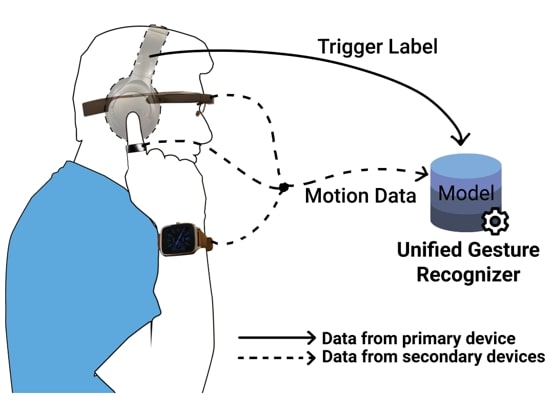 Trigger Label
Model
Motion Data
Unified Gesture
Recognizer
Data from primary device
Data from secondary devices